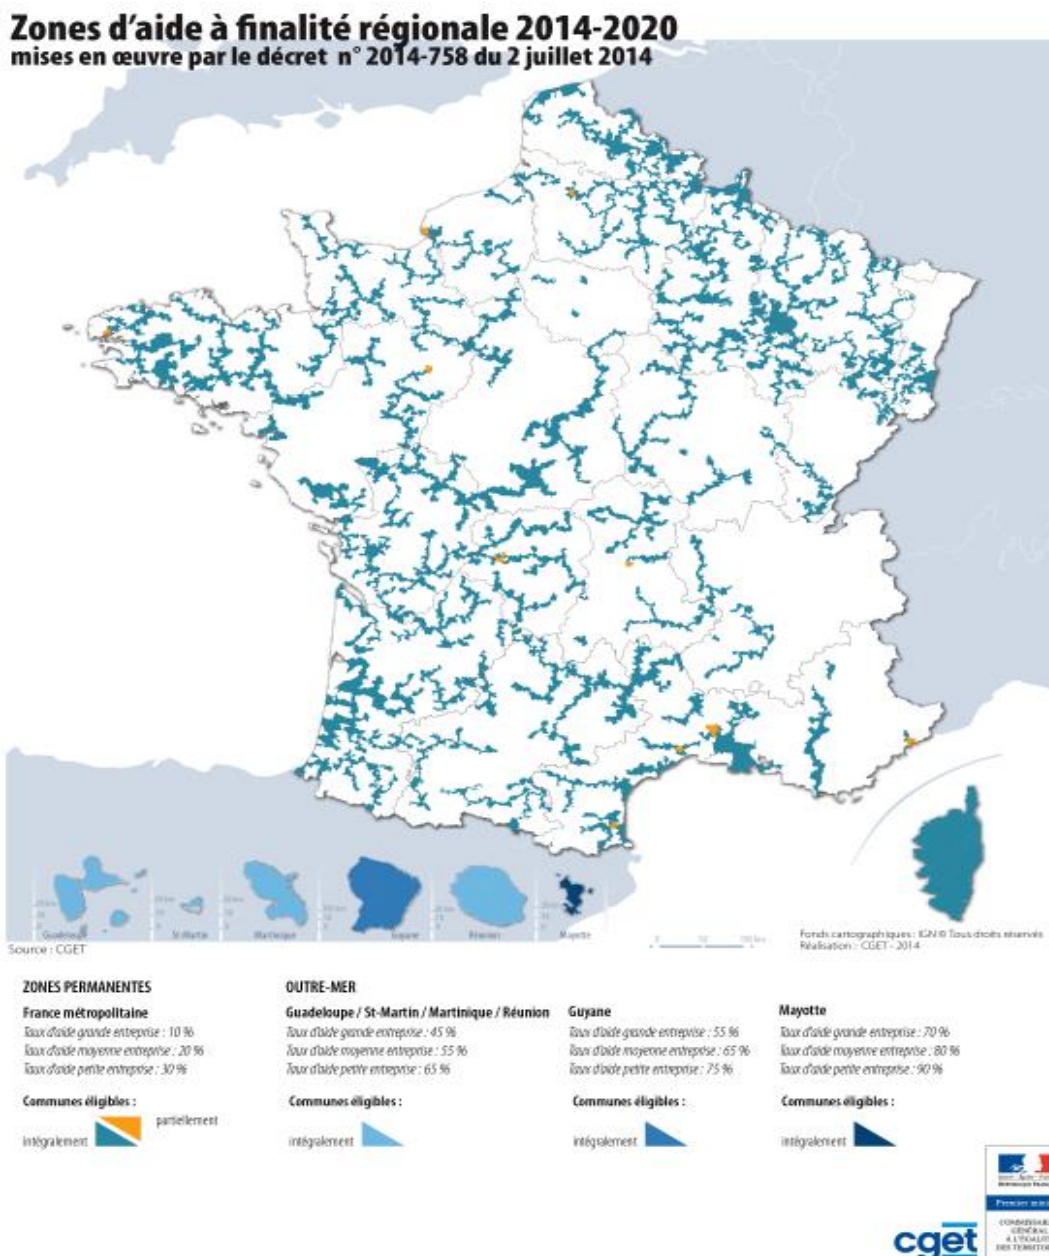 Zones d’aide à finalité régionale 2014-2020
mises en œuvre par le décret n° 2014-758 du 2 juillet 2014
Guadeloupe
St-Martin
Martinique
Guyane
Réunion
Mayotte
Source : CGET
Fonds cartographiques : IGN © Tous droits réservés
Réalisation : CGET - 2014
ZONES PERMANENTES
France métropolitaine
Taux d'aide grande entreprise : 10 %
Taux d'aide moyenne entreprise : 20 %
Taux d'aide petite entreprise : 30 %
Communes éligibles :
partiellement
intégralement
OUTRE-MER
Guadeloupe / St-Martin / Martinique / Réunion
Taux d'aide grande entreprise : 45 %
Taux d'aide moyenne entreprise : 55 %
Taux d'aide petite entreprise : 65 %
Communes éligibles :
intégralement
Guyane
Taux d'aide grande entreprise : 55 %
Taux d'aide moyenne entreprise : 65 %
Taux d'aide petite entreprise : 75 %
Communes éligibles :
intégralement
Mayotte
Taux d'aide grande entreprise : 70 %
Taux d'aide moyenne entreprise : 80 %
Taux d'aide petite entreprise : 90 %
Communes éligibles :
intégralement
cget